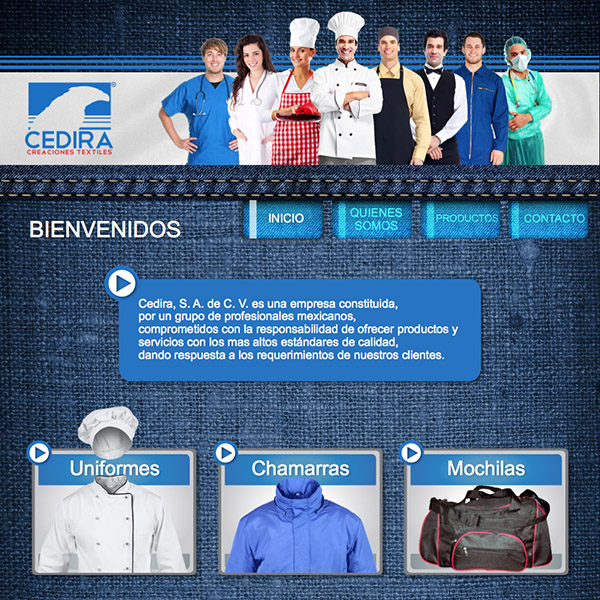 CEDIRA
CREACIONES TEXTILES
BIENVENIDOS
INICIO
QUIENES
SOMOS
PRODUCTOS
CONTACTO
Cedira, S. A. de C. V. es una empresa constituida,
por un grupo de profesionales mexicanos,
comprometidos con la responsabilidad de ofrecer productos y
servicios con los mas altos estándares de calidad,
dando respuesta a los requerimientos de nuestros clientes.
Uniformes
Chamarras
Mochilas